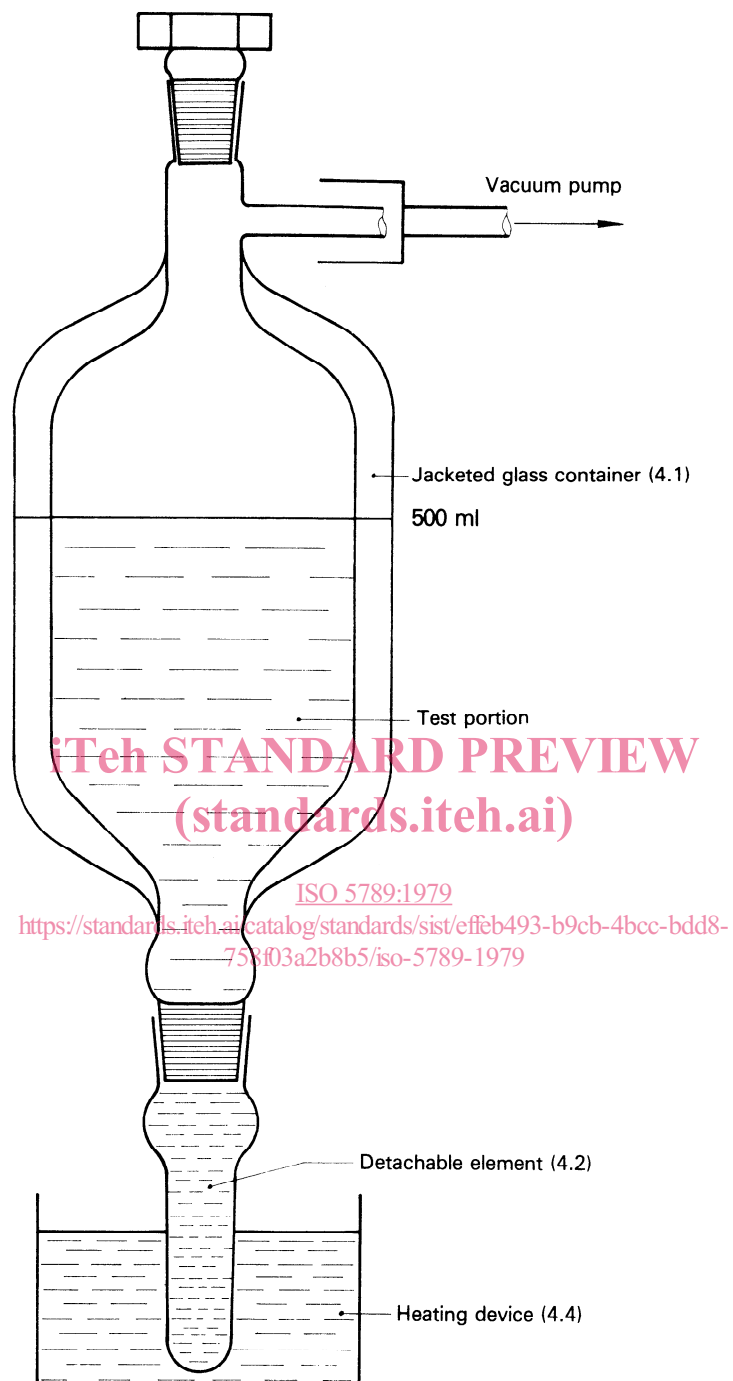 Vacuum pump
Jacketed glass container (4.1)
500 ml
Test portion
iTeh STANDARD PREVIEW
(standards.iteh.ai)
ISO 5789:1979
https://standards.iteh.ai/catalog/standards/sist/effeb493-b9cb-4bcc-bdd8-
758f03a2b8b5/iso-5789-1979
Detachable element (4.2)
Heating device (4.4)